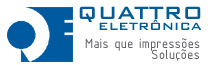 QUATTRO
ELETRÔNICA
Mais que impressões
Soluções